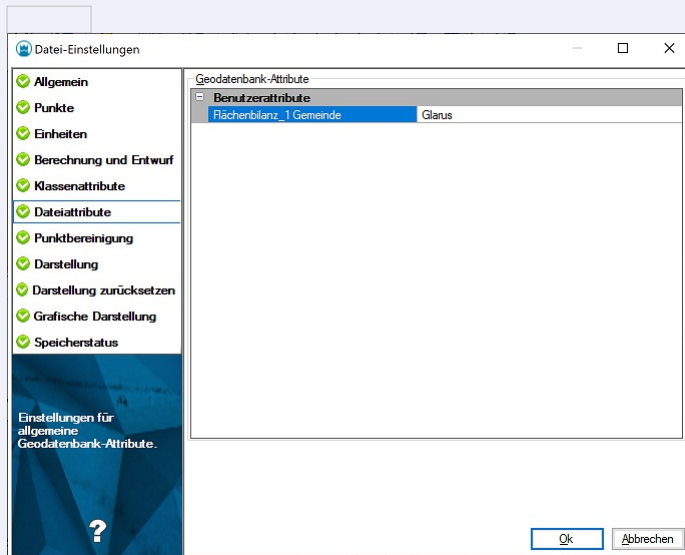 Datei-Einstellungen
Allgemein
Punkte
Einheiten
Berechnung und Entwurf
Klassenattribute
Dateiattribute
Punktbereinigung
Darstellung
Darstellung zurücksetzen
Grafische Darstellung
Speicherstatus
Einstellungen für
allgemeine
Geodatenbank-Attribute.
?
Geodatenbank-Attribute
Benutzerattribute
Flächenbilanz_1 Gemeinde Glarus
Ok Abbrechen